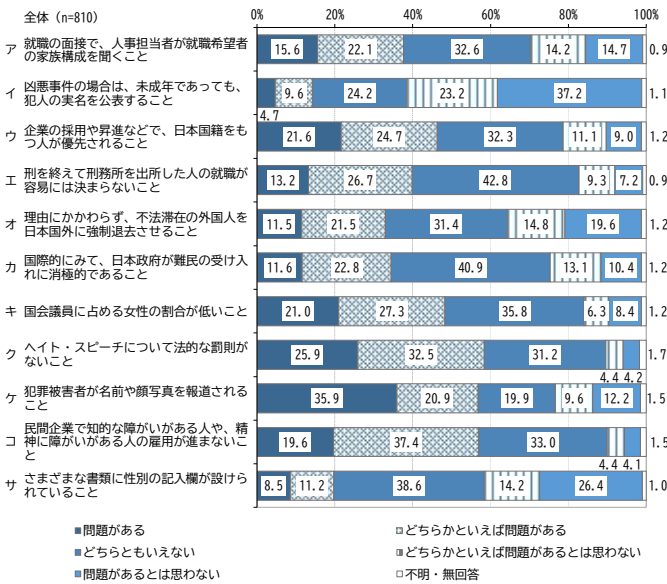 全体（n=810）
0%
20%
40%
60%
80%
100%
ア 就職の面接で、人事担当者が就職希望者
の家族構成を聞くこと
15.6 22.1 32.6 14.2 14.7 0.9
イ 凶悪事件の場合は、未成年であっても、
犯人の実名を公表すること
4.7 9.6 24.2 23.2 37.2 1.1
ウ 企業の採用や昇進などで、日本国籍をも
つ人が優先されること
21.6 24.7 32.3 11.1 9.0 1.2
エ 刑を終えて刑務所を出所した人の就職が
容易には決まらないこと
13.2 26.7 42.8 9.3 7.2 0.9
オ 理由にかかわらず、不法滞在の外国人を
日本国外に強制退去させること
11.5 21.5 31.4 14.8 19.6 1.2
カ 国際的にみて、日本政府が難民の受け入
れに消極的であること
11.6 22.8 40.9 13.1 10.4 1.2
キ 国会議員に占める女性の割合が低いこと
21.0 27.3 35.8 6.3 8.4 1.2
ク ヘイト・スピーチについて法的な罰則が
ないこと
25.9 32.5 31.2 4.4 4.2 1.7
ケ 犯罪被害者が名前や顔写真を報道される
こと
35.9 20.9 19.9 9.6 12.2 1.5
コ 民間企業で知的な障がいがある人や、精
神に障がいがある人の雇用が進まないこ
と
19.6 37.4 33.0 4.4 4.1 1.5
サ さまざまな書類に性別の記入欄が設けら
れていること
8.5 11.2 38.6 14.2 26.4 1.0
問題がある
どちらかといえば問題がある
どちらともいえない
どちらかといえば問題があるとは思わない
問題があるとは思わない
不明・無回答